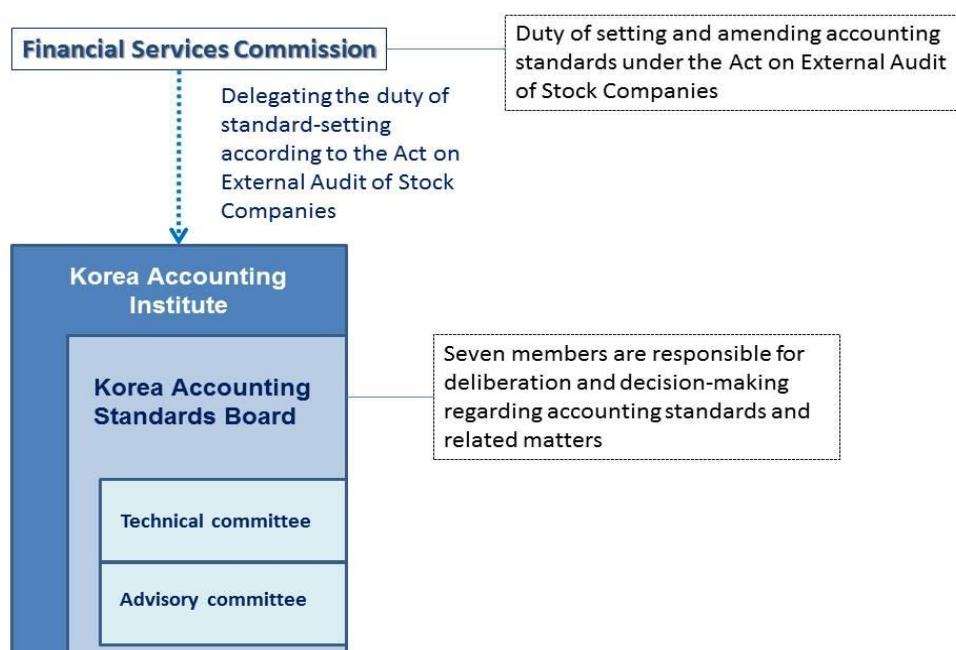 Financial Services Commission
Duty of setting and amending accounting
standards under the Act on External Audit
of Stock Companies
Delegating the duty of
standard-setting
according to the Act on
External Audit of Stock
Companies
Korea Accounting
Institute
Korea Accounting
Standards Board
Seven members are responsible for
deliberation and decision-making
regarding accounting standards and
related matters
Technical committee
Advisory committee